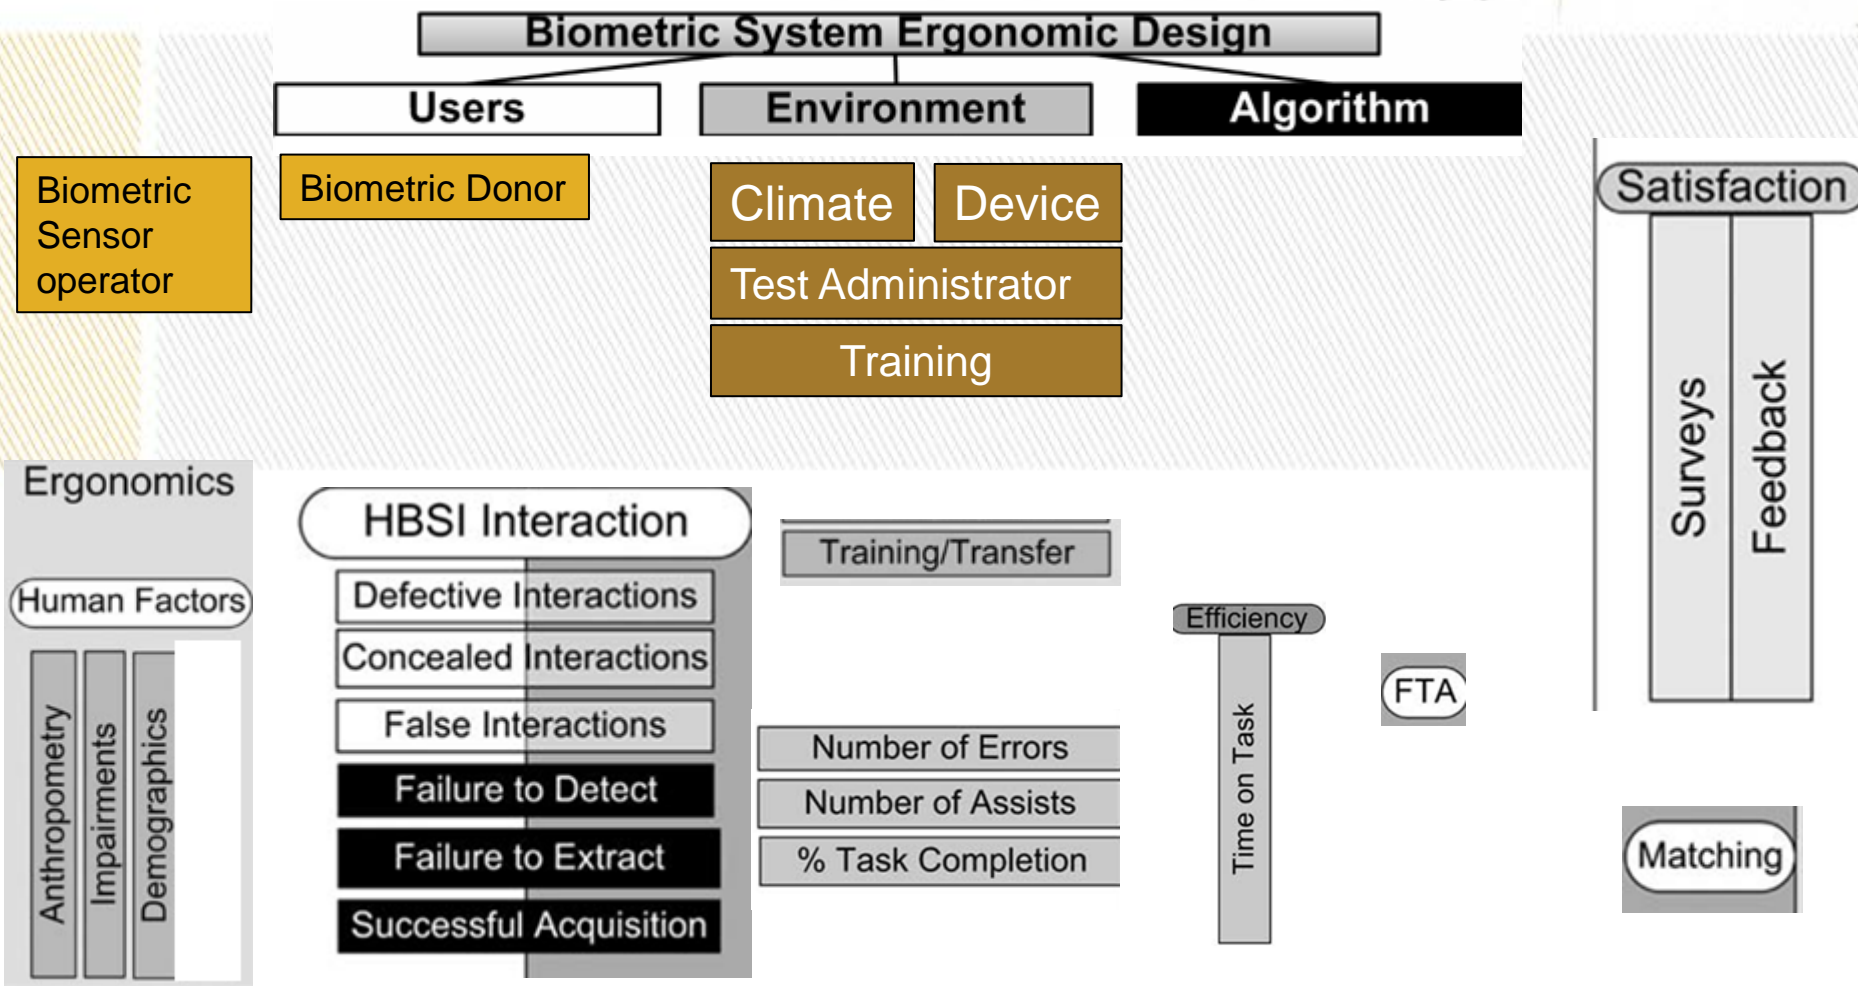 Biometric System Ergonomic Design
Users
Environment
Algorithm
Biometric
Sensor
operator
Biometric Donor
Climate
Device
Test Administrator
Training
Satisfaction
Surveys
Feedback
Ergonomics
Human Factors
Anthropometry
Impairments
Demographics
HBSI Interaction
Defective Interactions
Concealed Interactions
False Interactions
Failure to Detect
Failure to Extract
Successful Acquisition
Training/Transfer
Number of Errors
Number of Assists
% Task Completion
Efficiency
Time on Task
FTA
Matching